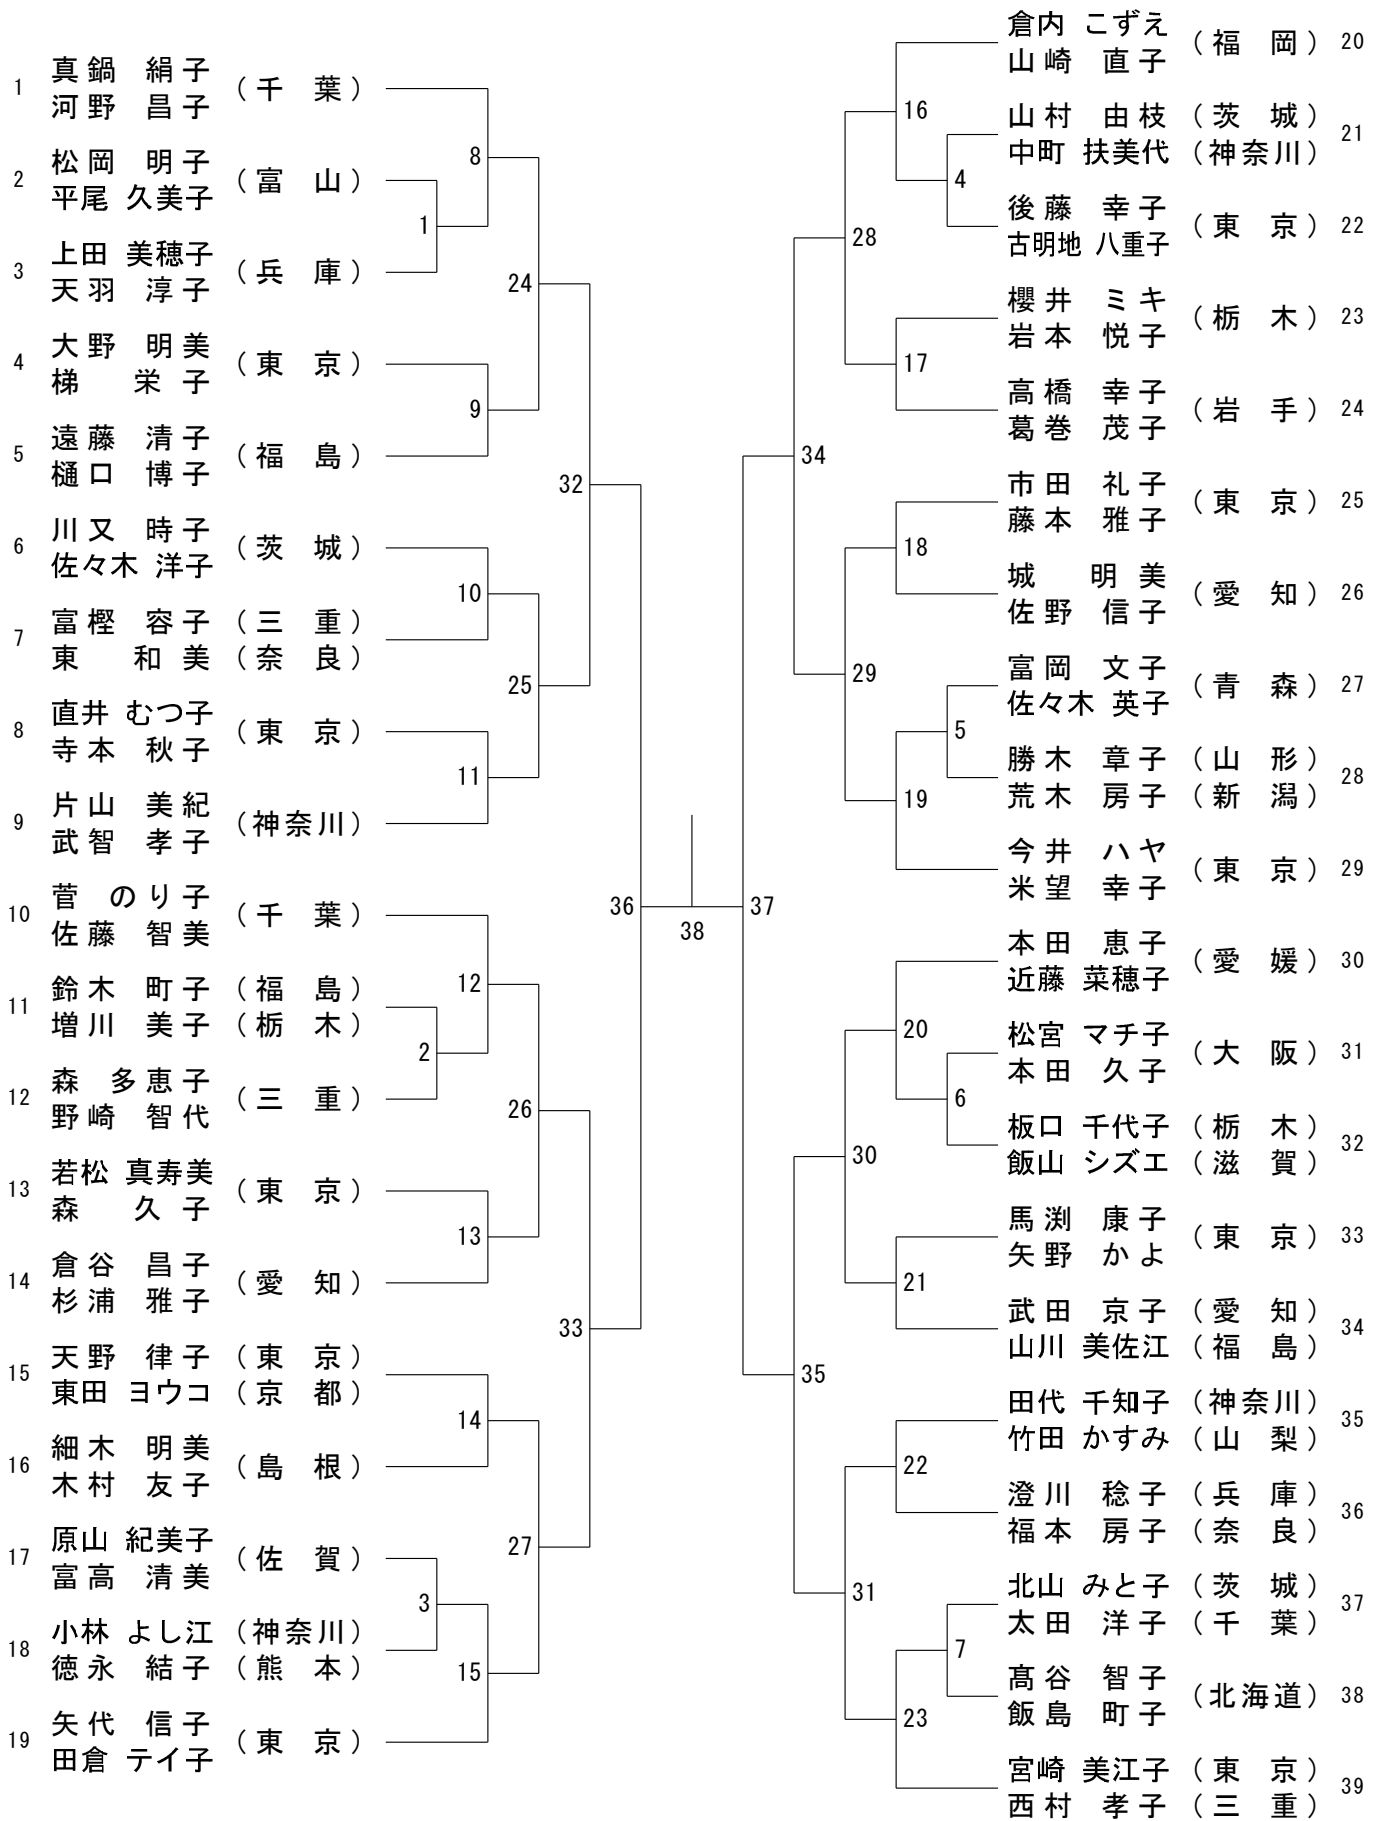 1 真鍋 絹子 (千 葉)
河野 昌子
8
2 松岡 明子 (富 山)
平尾 久美子
1
3 上田 美穂子 (兵 庫)
天羽 淳子
24
4 大野 明美 (東 京)
梯 栄子
9
5 遠藤 清子 (福 島)
樋口 博子
32
6 川又 時子 (茨 城)
佐々木 洋子
10
7 富樫 容子 (三 重)
東 和美 (奈 良)
25
8 直井 むつ子 (東 京)
寺本 秋子
11
9 片山 美紀 (神奈川)
武智 孝子
36
10 菅 のり子 (千 葉)
佐藤 智美
12
11 鈴木 町子 (福 島)
増川 美子 (栃 木)
2
12 森 多恵子 (三 重)
野崎 智代
26
13 若松 真寿美 (東 京)
森 久子
13
14 倉谷 昌子 (愛 知)
杉浦 雅子
33
15 天野 律子 (東 京)
東田 ヨウコ (京 都)
14
16 細木 明美 (島 根)
木村 友子
27
17 原山 紀美子 (佐 賀)
富高 清美
3
18 小林 よし江 (神奈川)
徳永 結子 (熊 本)
15
19 矢代 信子 (東 京)
田倉 テイ子
38
倉内 こずえ (福 岡) 20
山崎 直子
16
山村 由枝 (茨 城) 21
中町 扶美代 (神奈川)
4
後藤 幸子 (東 京) 22
古明地 八重子
28
櫻井 ミキ (栃 木) 23
岩本 悦子
17
高橋 幸子 (岩 手) 24
葛巻 茂子
34
市田 礼子 (東 京) 25
藤本 雅子
18
城 明美 (愛 知) 26
佐野 信子
29
富岡 文子 (青 森) 27
佐々木 英子
5
勝木 章子 (山 形) 28
荒木 房子 (新 潟)
19
今井 ハヤ (東 京) 29
米望 幸子
37
本田 恵子 (愛 媛) 30
近藤 菜穂子
20
松宮 マチ子 (大 阪) 31
本田 久子
6
板口 千代子 (栃 木) 32
飯山 シズエ (滋 賀)
30
馬渕 康子 (東 京) 33
矢野 かよ
21
武田 京子 (愛 知) 34
山川 美佐江 (福 島)
35
田代 千知子 (神奈川) 35
竹田 かすみ (山 梨)
22
澄川 稔子 (兵 庫) 36
福本 房子 (奈 良)
31
北山 みと子 (茨 城) 37
太田 洋子 (千 葉)
7
髙谷 智子 (北海道) 38
飯島 町子
23
宮崎 美江子 (東 京) 39
西村 孝子 (三 重)